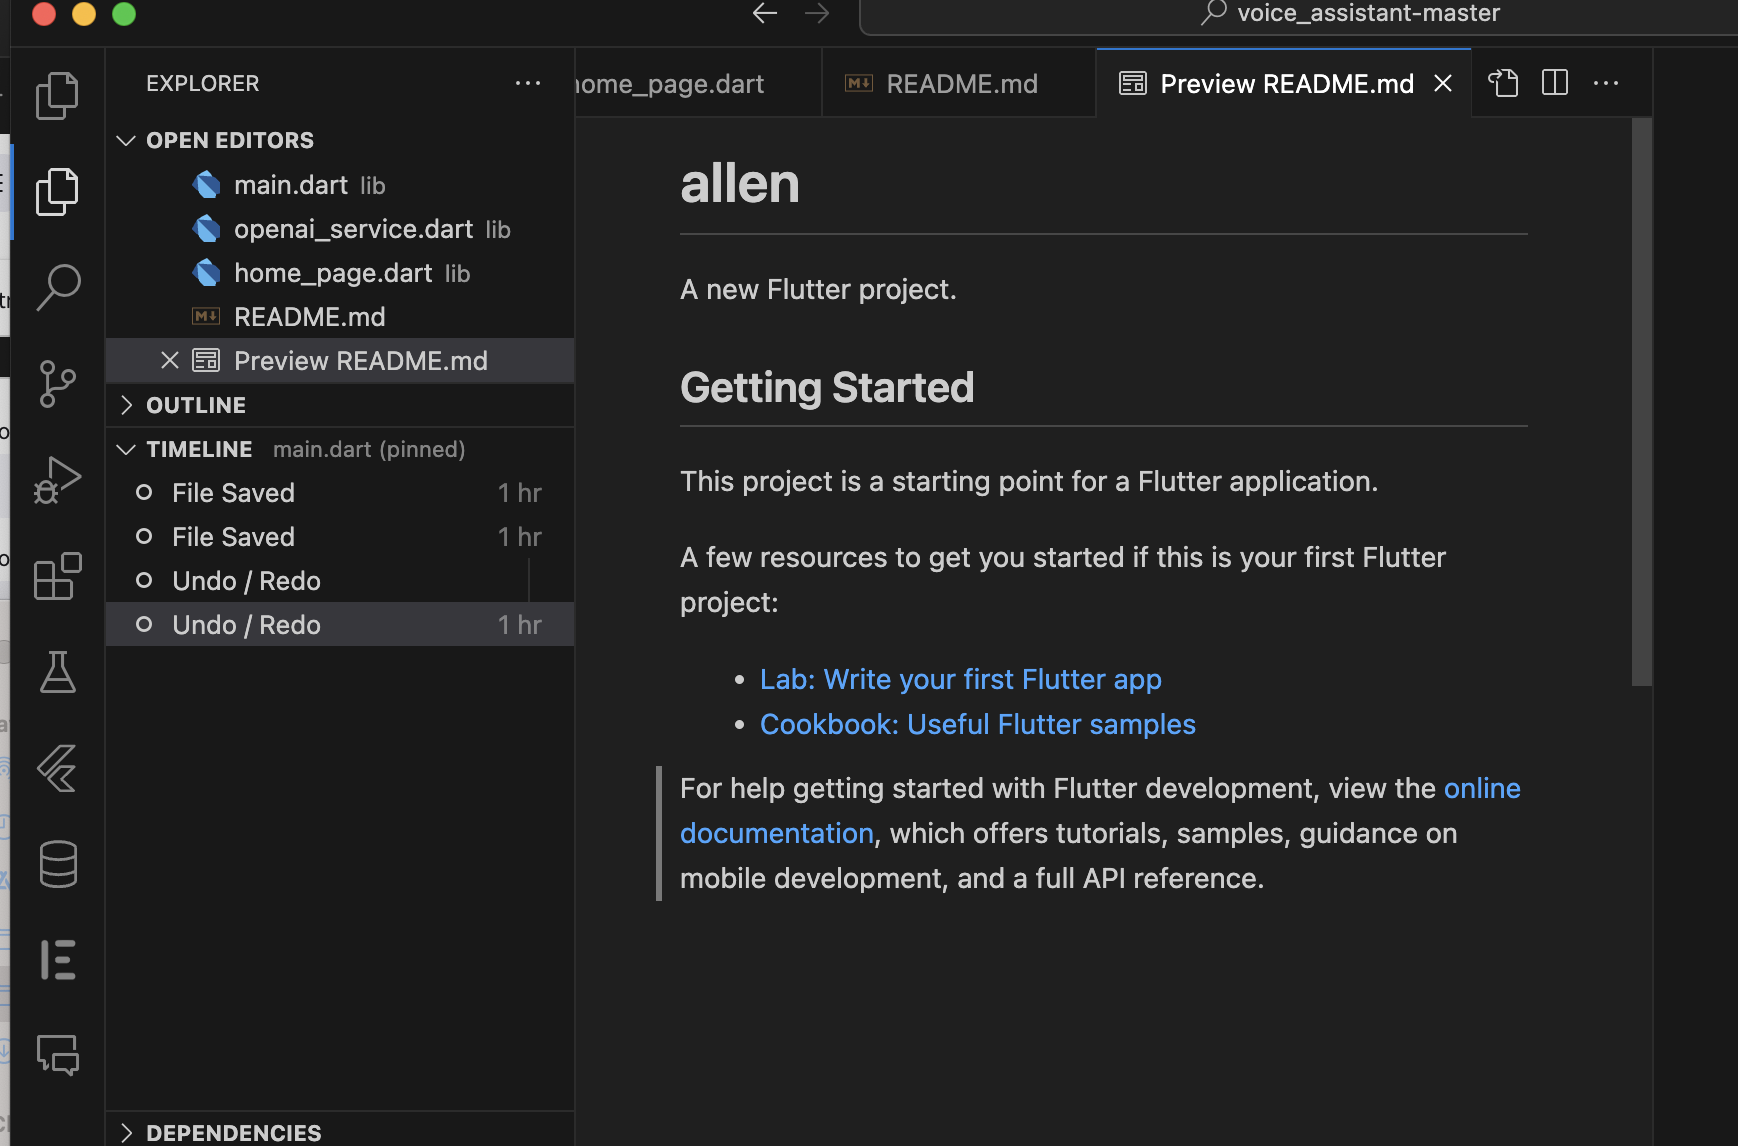 voice_assistant-master
EXPLORER
OPEN EDITORS
main.dart lib
openai_service.dart lib
home_page.dart lib
README.md
Preview README.md
OUTLINE
TIMELINE main.dart (pinned)
File Saved 1 hr
File Saved 1 hr
Undo / Redo
Undo / Redo 1 hr
DEPENDENCIES
home_page.dart
README.md
Preview README.md
allen
A new Flutter project.
Getting Started
This project is a starting point for a Flutter application.
A few resources to get you started if this is your first Flutter
project:
• Lab: Write your first Flutter app
• Cookbook: Useful Flutter samples
For help getting started with Flutter development, view the online
documentation, which offers tutorials, samples, guidance on
mobile development, and a full API reference.